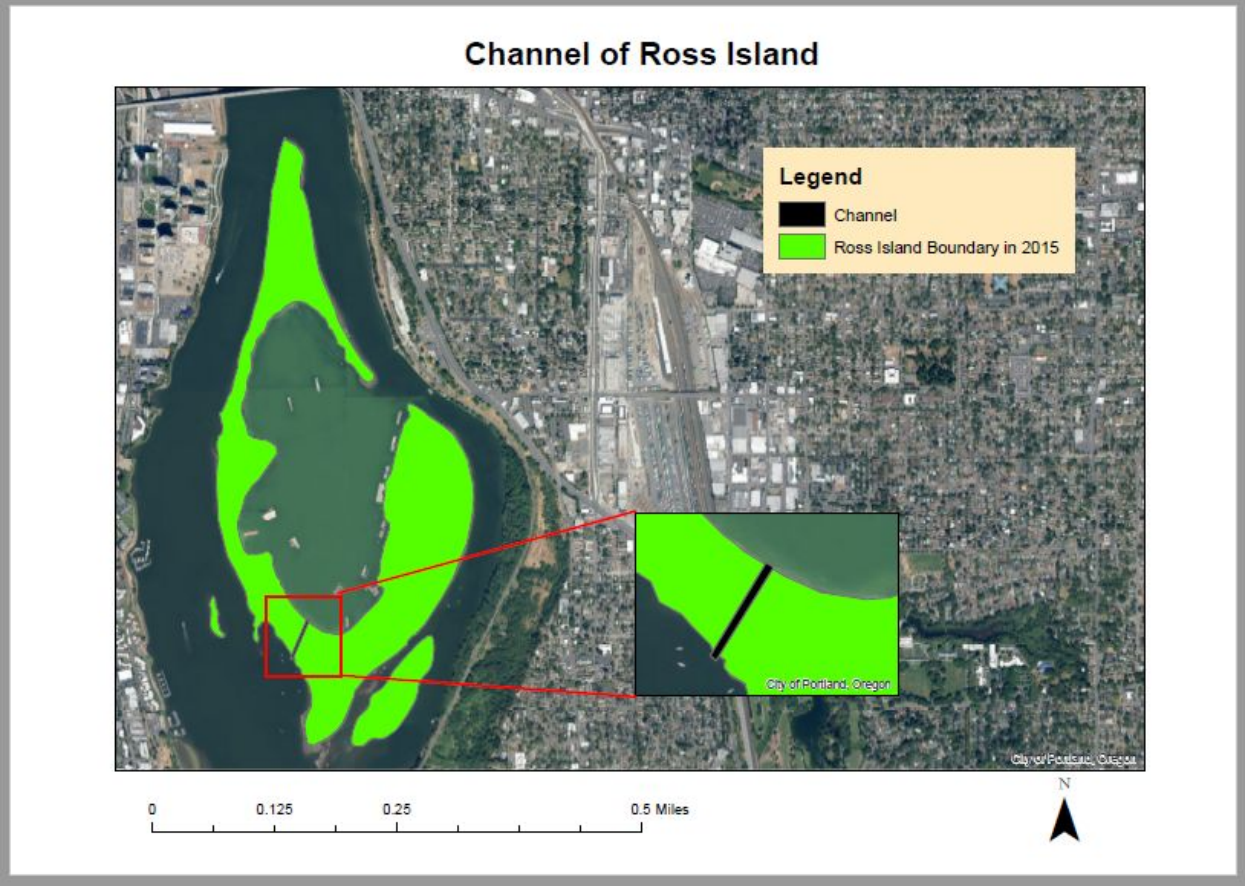 Channel of Ross Island
Legend
Channel
Ross Island Boundary in 2015
City of Portland, Oregon
City of Portland, Oregon
N
0 0.125 0.25 0.5 Miles